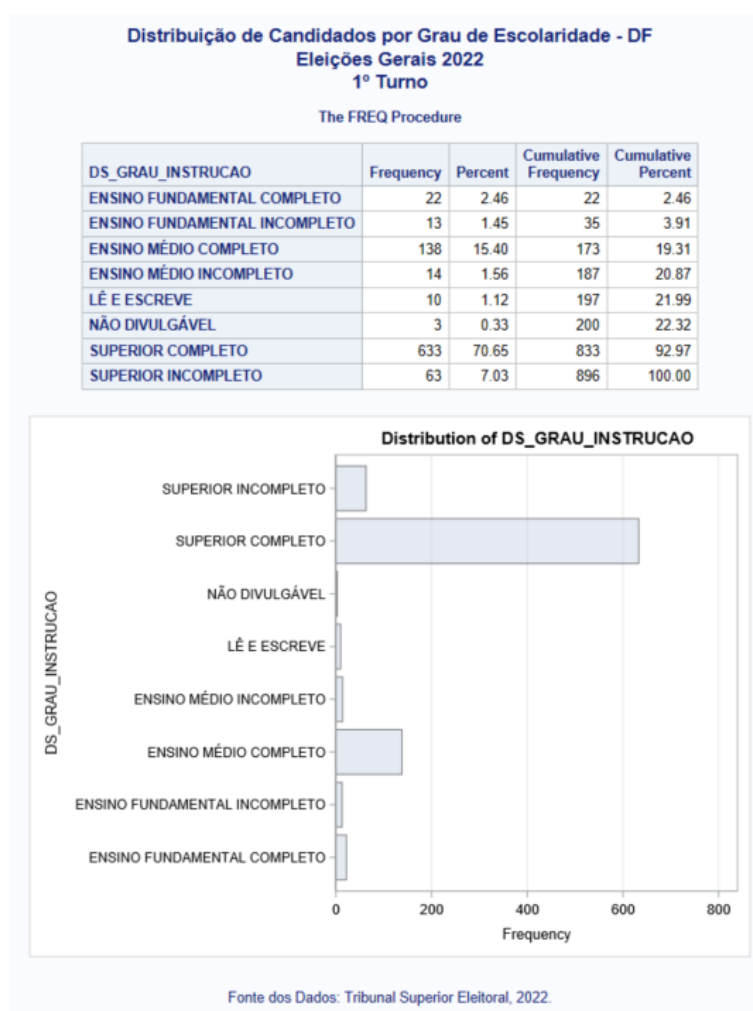 Distribuição de Candidados por Grau de Escolaridade - DF
Eleições Gerais 2022
1º Turno
The FREQ Procedure
DS_GRAU_INSTRUCAO Frequency Percent Cumulative Frequency Cumulative Percent
ENSINO FUNDAMENTAL COMPLETO 22 2.46 22 2.46
ENSINO FUNDAMENTAL INCOMPLETO 13 1.45 35 3.91
ENSINO MÉDIO COMPLETO 138 15.40 173 19.31
ENSINO MÉDIO INCOMPLETO 14 1.56 187 20.87
LÊ E ESCREVE 10 1.12 197 21.99
NÃO DIVULGÁVEL 3 0.33 200 22.32
SUPERIOR COMPLETO 633 70.65 833 92.97
SUPERIOR INCOMPLETO 63 7.03 896 100.00
Distribution of DS_GRAU_INSTRUCAO
DS_GRAU_INSTRUCAO
SUPERIOR INCOMPLETO
SUPERIOR COMPLETO
NÃO DIVULGÁVEL
LÊ E ESCREVE
ENSINO MÉDIO INCOMPLETO
ENSINO MÉDIO COMPLETO
ENSINO FUNDAMENTAL INCOMPLETO
ENSINO FUNDAMENTAL COMPLETO
0 200 400 600 800
Frequency
Fonte dos Dados: Tribunal Superior Eleitoral, 2022.